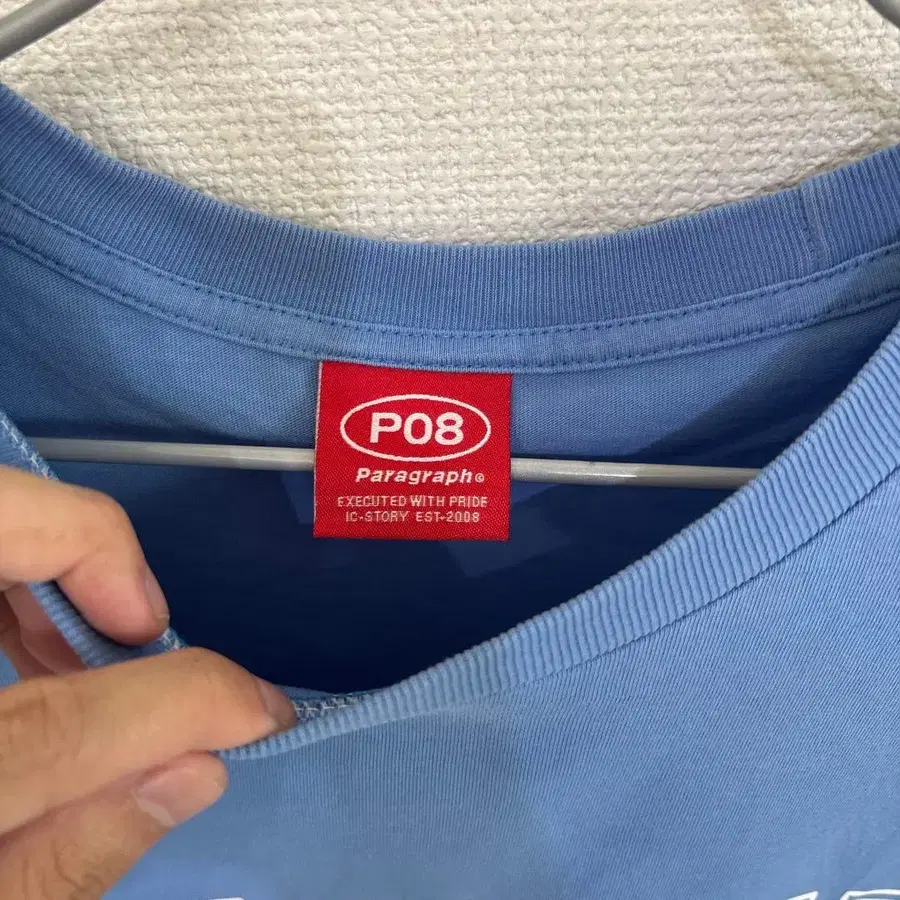 P08
Paragraph®
EXECUTED WITH PRIDE
IC-STORY EST-2008